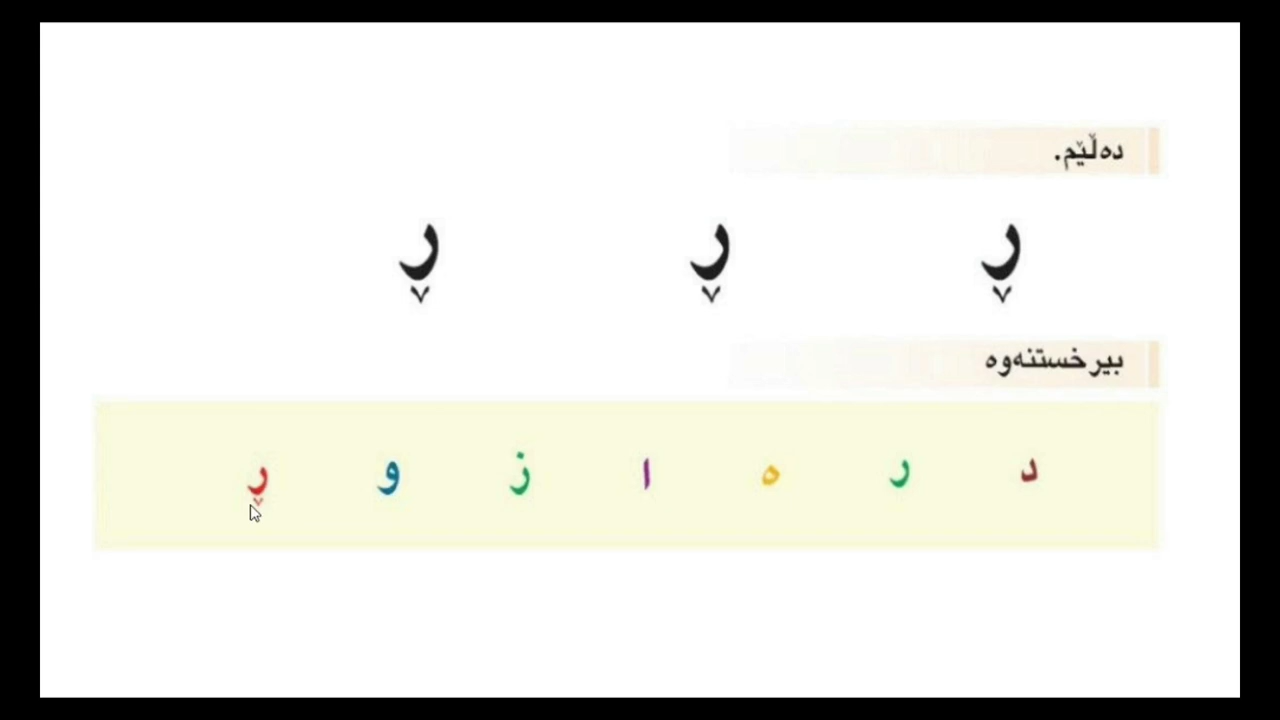 دەڵێم.
ڕ ڕ ڕ
بیرخستنەوە
د ر ە ا ز و ڕ